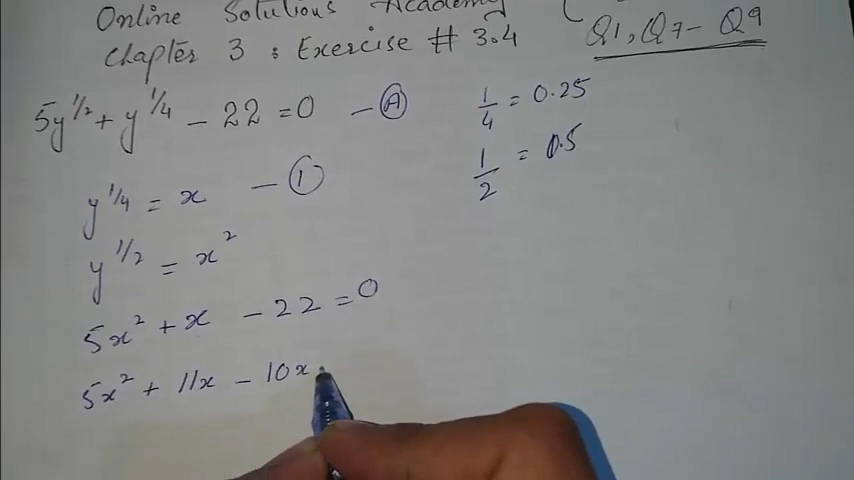 Online Solutions Academy
Chapter 3 : Exercise # 3.4 Q1, Q7 - Q9
5y^1/2 + y^1/4 - 22 = 0 - Ⓐ
1/4 = 0.25
1/2 = 0.5
y^1/4 = x - ①
y^1/2 = x^2
5x^2 + x - 22 = 0
5x^2 + 11x - 10x